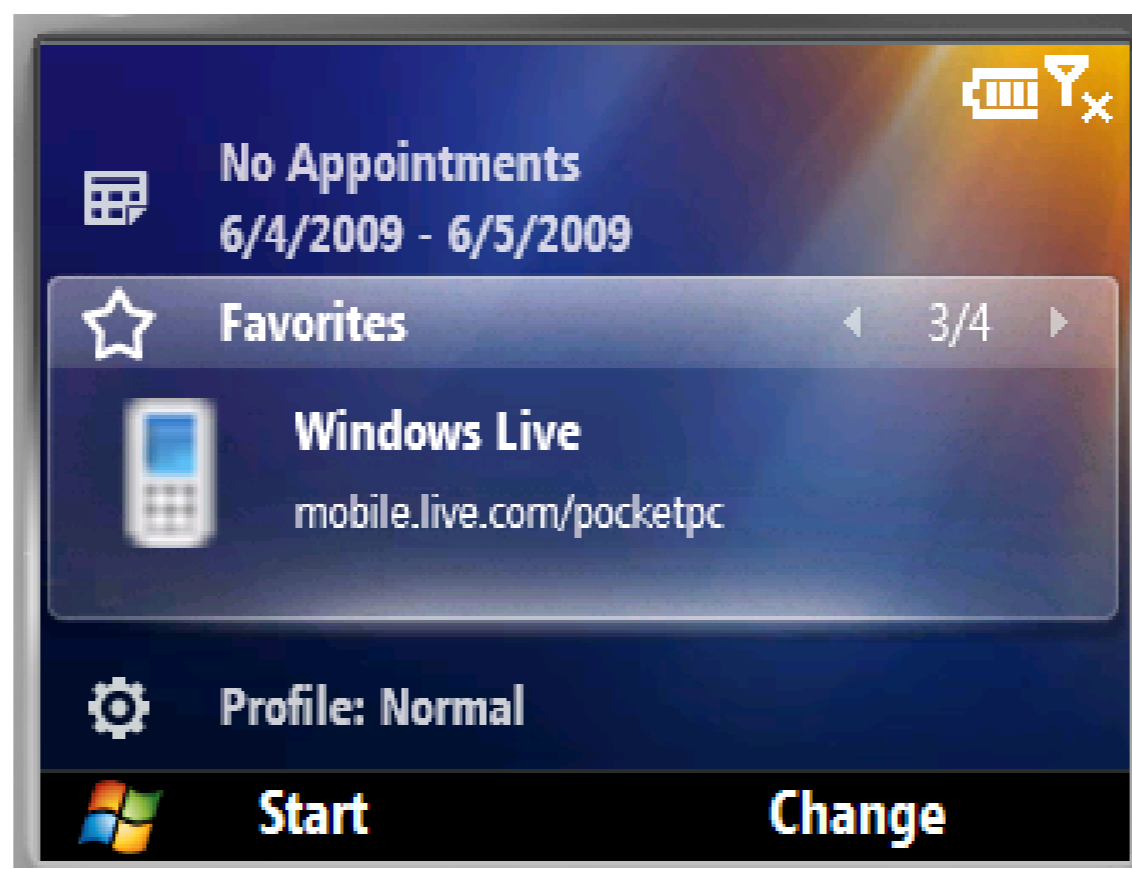 No Appointments
6/4/2009 - 6/5/2009
Favorites 3/4
Windows Live
mobile.live.com/pocketpc
Profile: Normal
Start Change